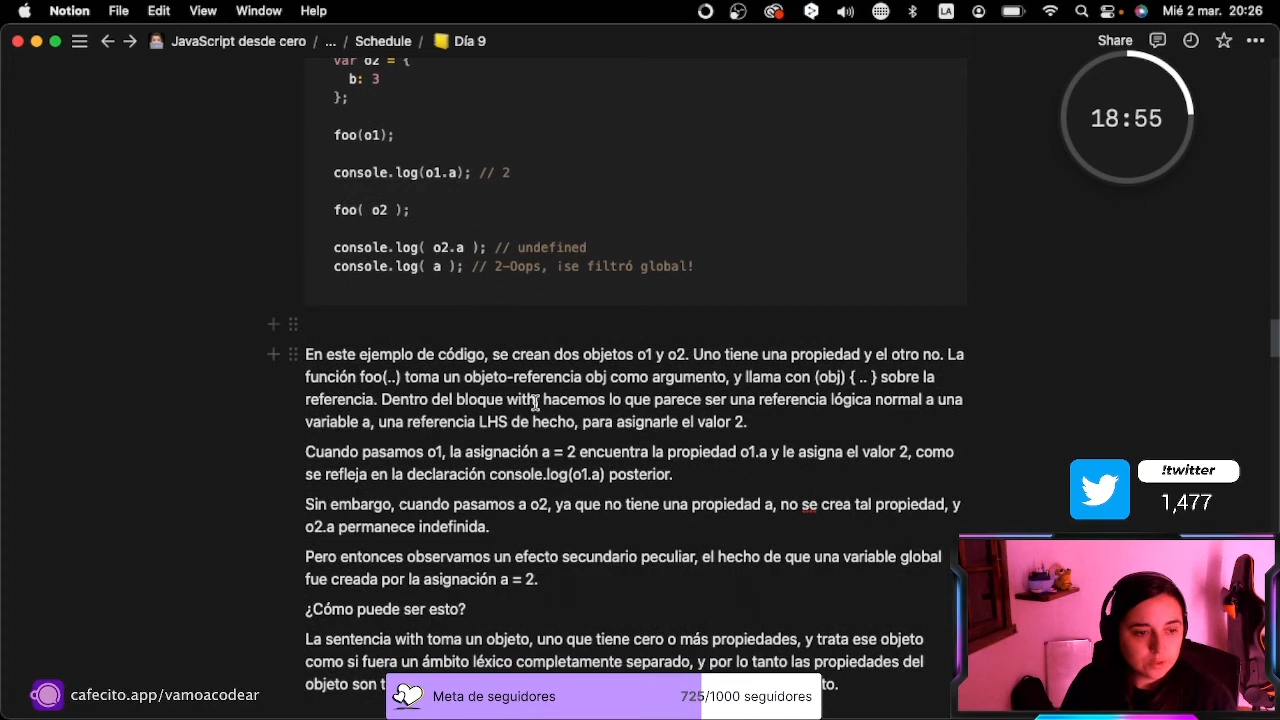 Notion File Edit View Window Help LA Mié 2 mar. 20:26
JavaScript desde cero / ... / Schedule / Día 9 Share
var o2 = {
b: 3
};
foo(o1);
console.log(o1.a); // 2
foo( o2 );
console.log( o2.a ); // undefined
console.log( a ); // 2-Oops, ¡se filtró global!
18:55
En este ejemplo de código, se crean dos objetos o1 y o2. Uno tiene una propiedad y el otro no. La
función foo(..) toma un objeto-referencia obj como argumento, y llama con (obj) { .. } sobre la
referencia. Dentro del bloque with, hacemos lo que parece ser una referencia lógica normal a una
variable a, una referencia LHS de hecho, para asignarle el valor 2.
Cuando pasamos o1, la asignación a = 2 encuentra la propiedad o1.a y le asigna el valor 2, como
se refleja en la declaración console.log(o1.a) posterior.
Sin embargo, cuando pasamos a o2, ya que no tiene una propiedad a, no se crea tal propiedad, y
o2.a permanece indefinida.
Pero entonces observamos un efecto secundario peculiar, el hecho de que una variable global
fue creada por la asignación a = 2.
¿Cómo puede ser esto?
La sentencia with toma un objeto, uno que tiene cero o más propiedades, y trata ese objeto
como si fuera un ámbito léxico completamente separado, y por lo tanto las propiedades del
objeto son
!twitter
1,477
cafecito.app/vamoacodear
Meta de seguidores 725/1000 seguidores